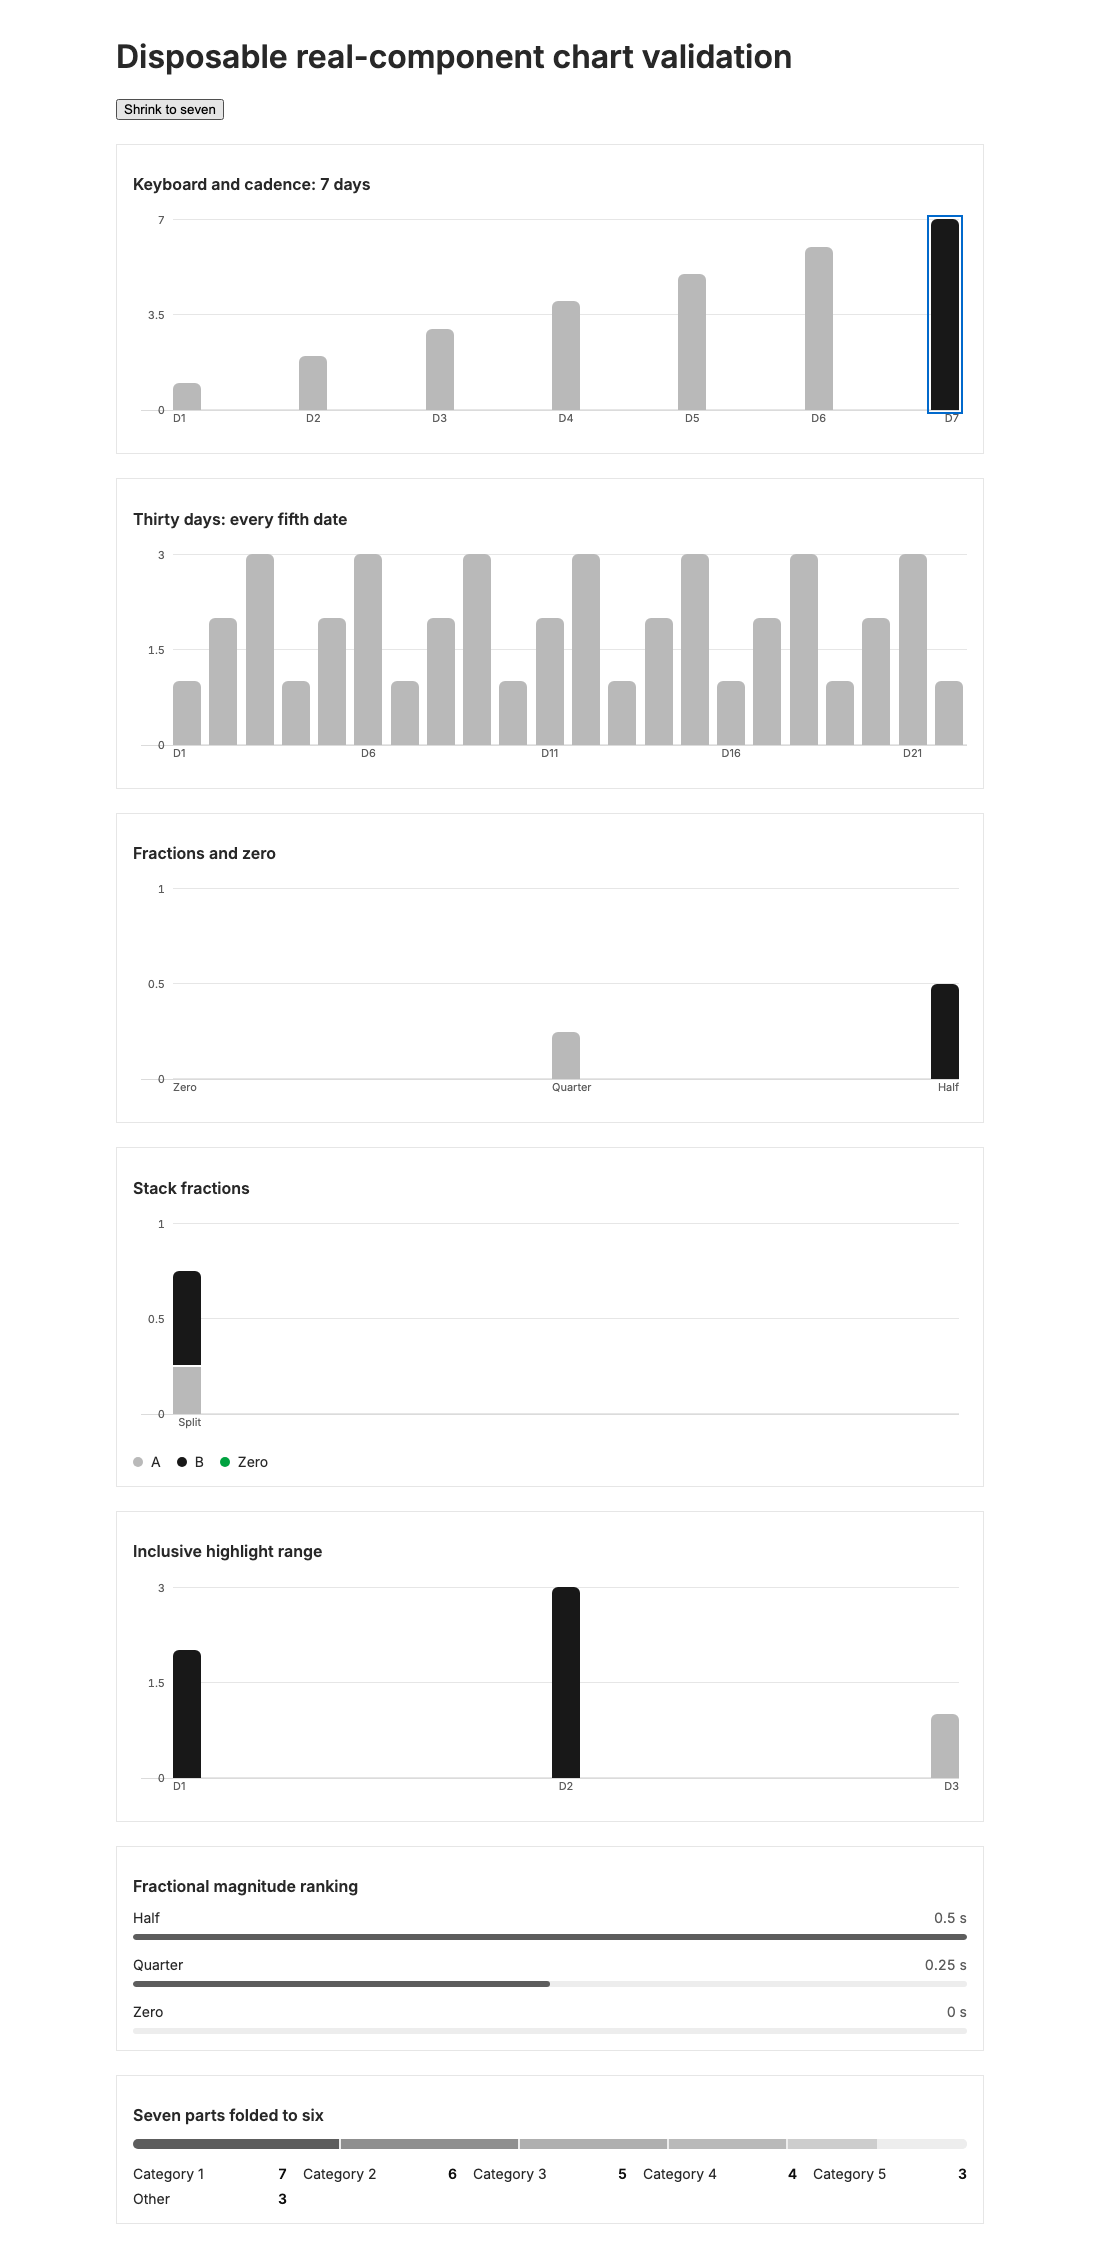 Disposable real-component chart validation
Shrink to seven
Keyboard and cadence: 7 days
7
3.5
0
D1 D2 D3 D4 D5 D6 D7
Thirty days: every fifth date
3
1.5
0
D1 D6 D11 D16 D21
Fractions and zero
1
0.5
0
Zero Quarter Half
Stack fractions
1
0.5
0
Split
A B Zero
Inclusive highlight range
3
1.5
0
D1 D2 D3
Fractional magnitude ranking
Half 0.5 s
Quarter 0.25 s
Zero 0 s
Seven parts folded to six
Category 1 7 Category 2 6 Category 3 5 Category 4 4 Category 5 3
Other 3